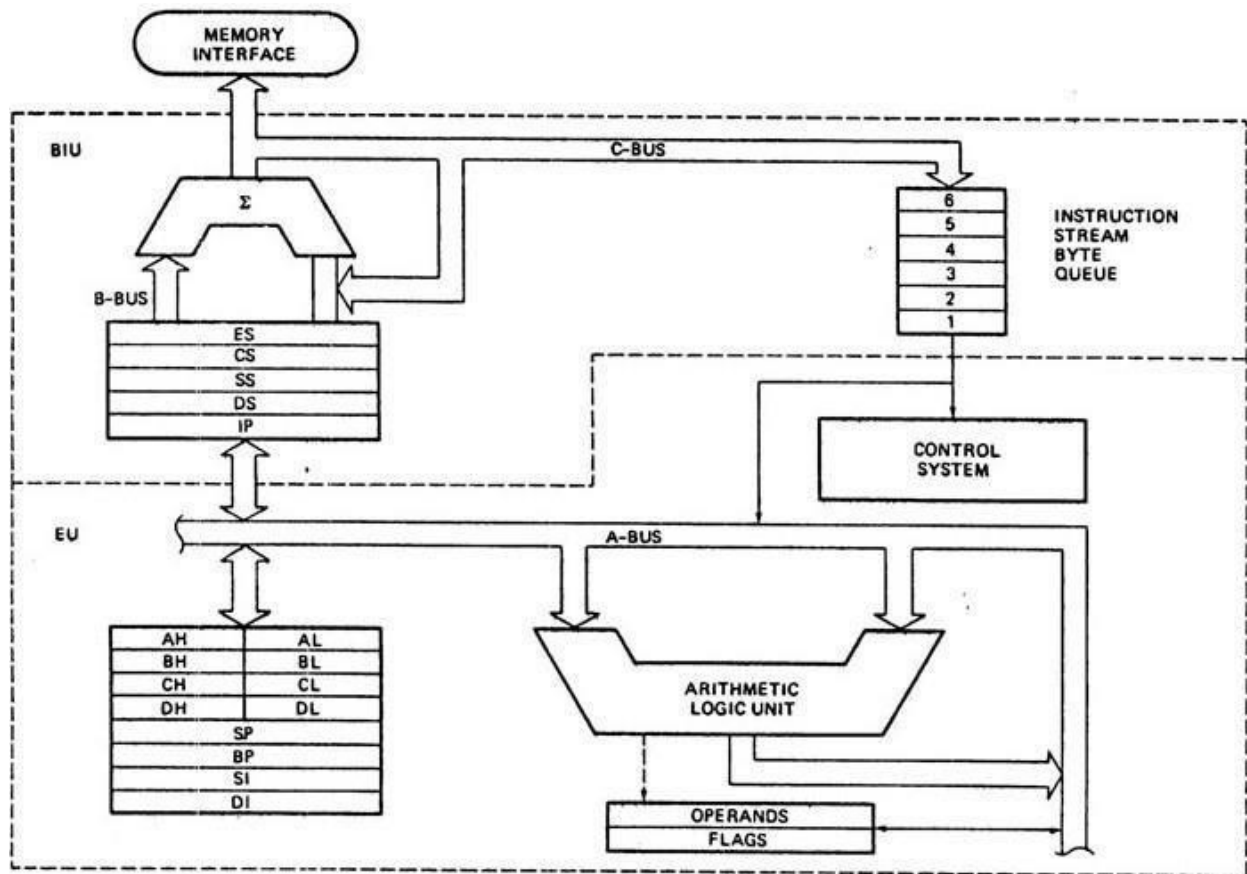 MEMORY
INTERFACE
BIU
C-BUS
Σ
B-BUS
6
5
4
3
2
1
INSTRUCTION
STREAM
BYTE
QUEUE
ES
CS
SS
DS
IP
CONTROL
SYSTEM
EU
A-BUS
AH AL
BH BL
CH CL
DH DL
SP
BP
SI
DI
ARITHMETIC
LOGIC UNIT
OPERANDS
FLAGS